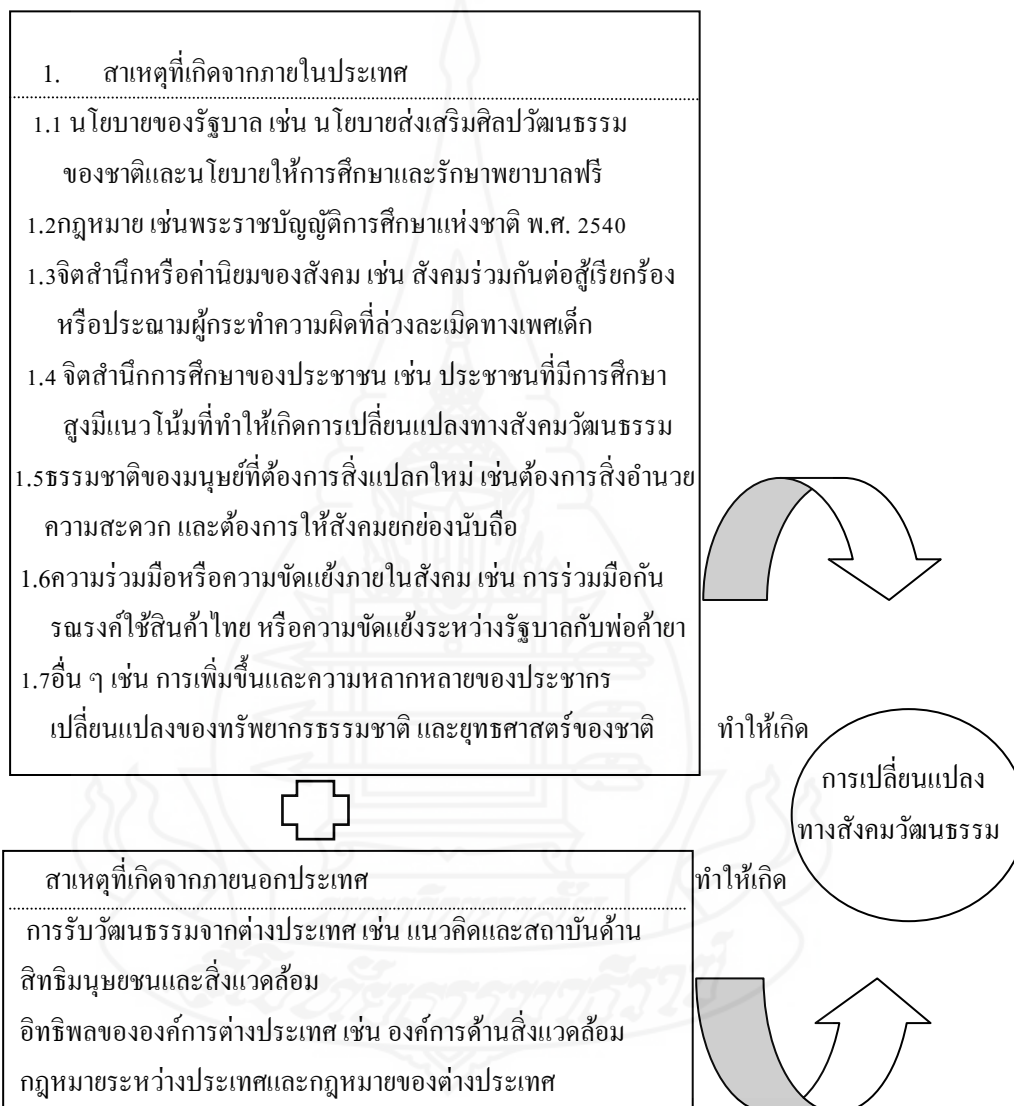 1. สาเหตุที่เกิดจากภายในประเทศ
1.1 นโยบายของรัฐบาล เช่น นโยบายส่งเสริมศิลปวัฒนธรรม
ของชาติและนโยบายให้การศึกษาและรักษาพยาบาลฟรี
1.2กฎหมาย เช่นพระราชบัญญัติการศึกษาแห่งชาติ พ.ศ. 2540
1.3จิตสำนึกหรือค่านิยมของสังคม เช่น สังคมร่วมกันต่อสู้เรียกร้อง
หรือประณามผู้กระทำความผิดที่ล่วงละเมิดทางเพศเด็ก
1.4 จิตสำนึกการศึกษาของประชาชน เช่น ประชาชนที่มีการศึกษา
สูงมีแนวโน้มที่ทำให้เกิดการเปลี่ยนแปลงทางสังคมวัฒนธรรม
1.5ธรรมชาติของมนุษย์ที่ต้องการสิ่งแปลกใหม่ เช่นต้องการสิ่งอำนวย
ความสะดวก และต้องการให้สังคมยกย่องนับถือ
1.6ความร่วมมือหรือความขัดแย้งภายในสังคม เช่น การร่วมมือกัน
รณรงค์ใช้สินค้าไทย หรือความขัดแย้งระหว่างรัฐบาลกับพ่อค้ายา
1.7อื่น ๆ เช่น การเพิ่มขึ้นและความหลากหลายของประชากร
เปลี่ยนแปลงของทรัพยากรธรรมชาติ และยุทธศาสตร์ของชาติ
ทำให้เกิด
การเปลี่ยนแปลง
ทางสังคมวัฒนธรรม
สาเหตุที่เกิดจากภายนอกประเทศ
ทำให้เกิด
การรับวัฒนธรรมจากต่างประเทศ เช่น แนวคิดและสถาบันด้าน
สิทธิมนุษยชนและสิ่งแวดล้อม
อิทธิพลขององค์การต่างประเทศ เช่น องค์การด้านสิ่งแวดล้อม
กฎหมายระหว่างประเทศและกฎหมายของต่างประเทศ